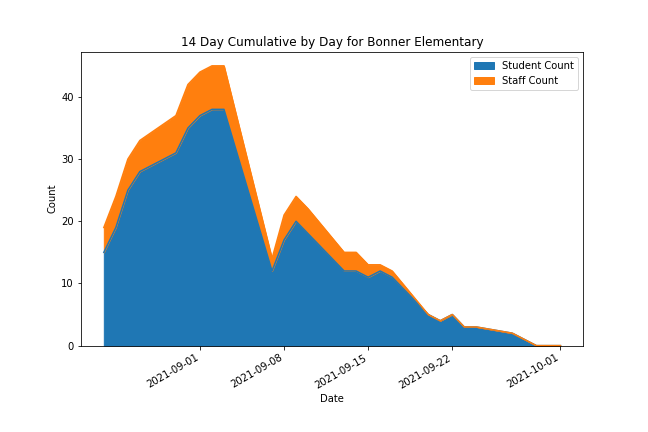 14 Day Cumulative by Day for Bonner Elementary
Student Count
Staff Count
Count
40
30
20
10
0
2021-09-01
2021-09-08
2021-09-15
2021-09-22
2021-10-01
Date